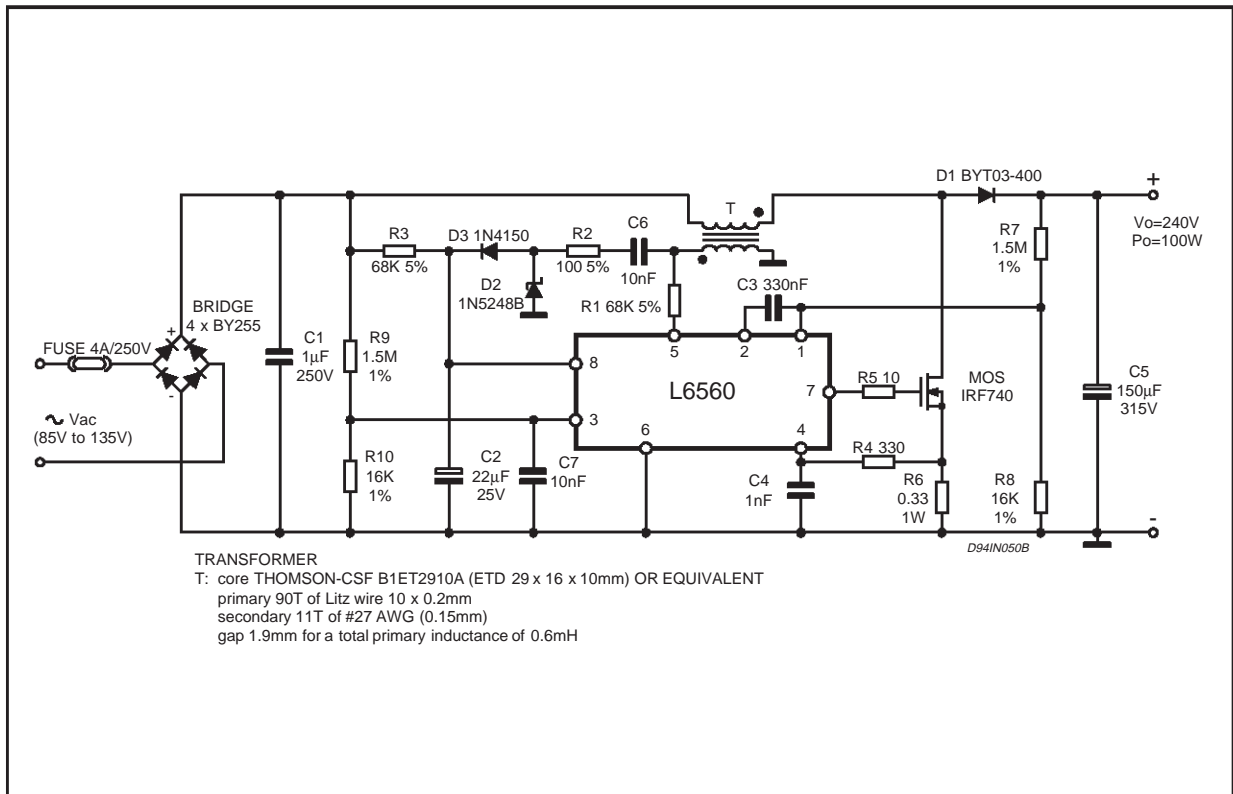 D1 BYT03-400
+
T
C6
R3
D3 1N4150
R2
R7
1.5M
1%
Vo=240V
Po=100W
68K 5%
100 5%
10nF
D2
1N5248B
C3 330nF
R1 68K 5%
BRIDGE
4 x BY255
+
-
FUSE 4A/250V
C1
1µF
250V
R9
1.5M
1%
5
2
1
8
L6560
7
R5 10
MOS
IRF740
C5
150µF
315V
~ Vac
(85V to 135V)
3
6
4
R4 330
R10
16K
1%
C2
22µF
25V
C7
10nF
C4
1nF
R6
0.33
1W
R8
16K
1%
-
D94IN050B
TRANSFORMER
T: core THOMSON-CSF B1ET2910A (ETD 29 x 16 x 10mm) OR EQUIVALENT
primary 90T of Litz wire 10 x 0.2mm
secondary 11T of #27 AWG (0.15mm)
gap 1.9mm for a total primary inductance of 0.6mH